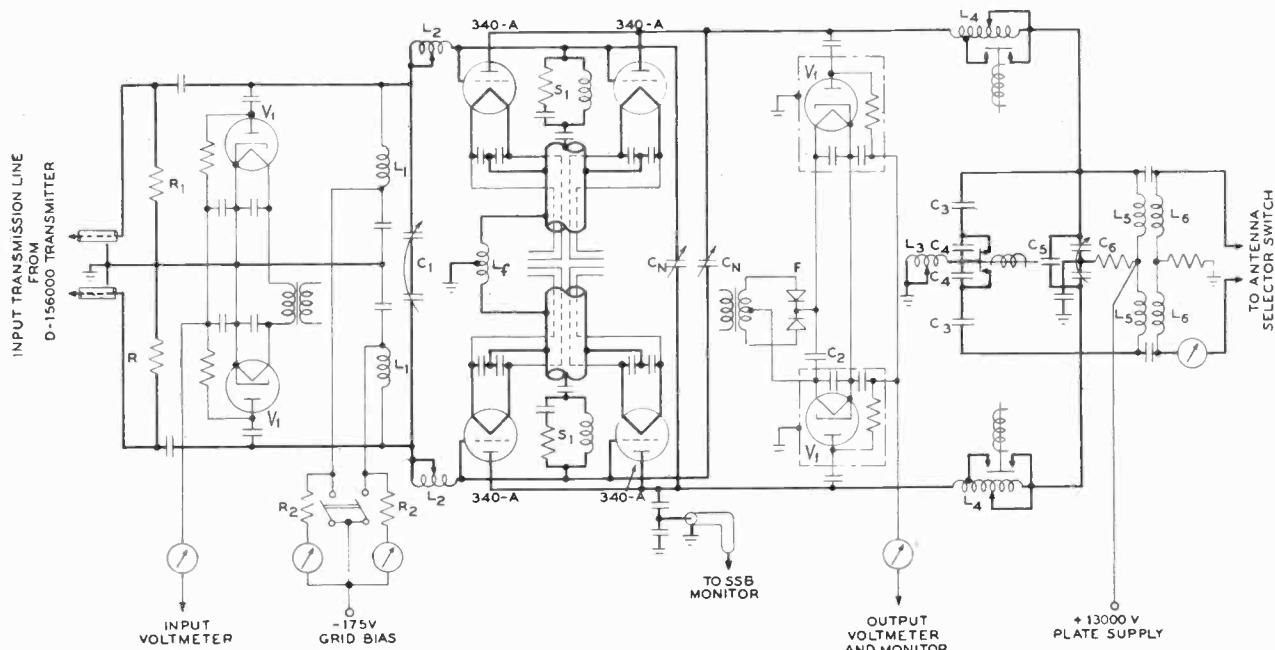 L2
340-A
340-A
L4
V1
S1
V1
INPUT TRANSMISSION LINE
FROM
D-156000 TRANSMITTER
R1
L1
C3
L5
L6
C1
Lf
CN
CN
F
L3
C4
C4
C5
C6
TO ANTENNA
SELECTOR SWITCH
R
L1
C2
C3
L5
L6
V1
S1
V1
L2
340-A
340-A
L4
R2
R2
TO SSB
MONITOR
INPUT
VOLTMETER
-175V
GRID BIAS
OUTPUT
VOLTMETER
AND MONITOR
+13000 V
PLATE SUPPLY